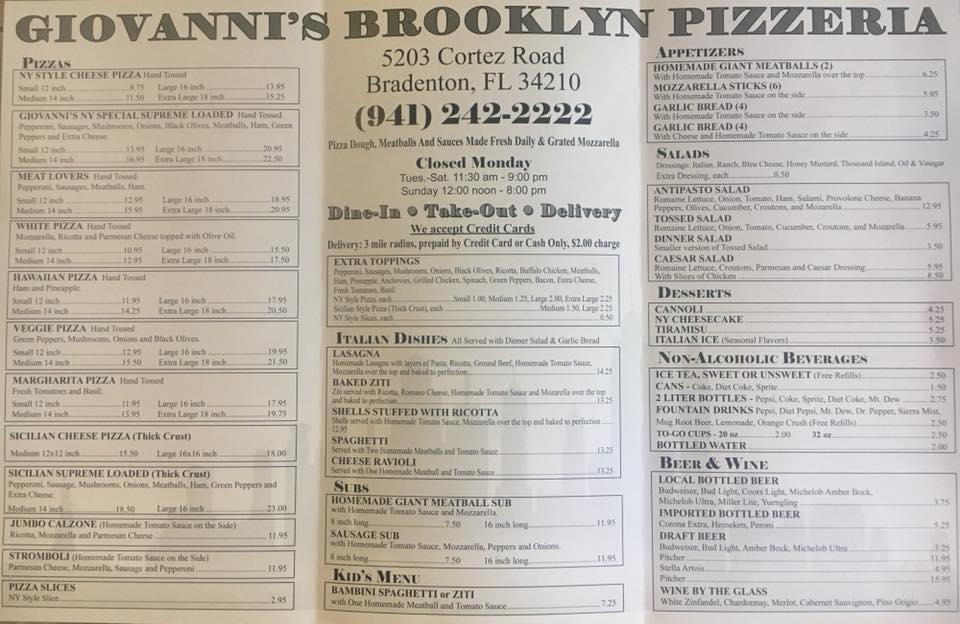 GIOVANNI'S BROOKLYN PIZZERIA
PIZZAS
NY STYLE CHEESE PIZZA Hand Tossed
Small 12 inch 9.75 Large 16 inch 13.95
Medium 14 inch 11.50 Extra Large 18 inch 15.25
GIOVANNI'S NY SPECIAL SUPREME LOADED Hand Tossed
Pepperoni, Sausages, Mushrooms, Onions, Black Olives, Meatballs, Ham, Green
Peppers and Extra Cheese.
Small 12 inch 13.95 Large 16 inch 20.95
Medium 14 inch 16.95 Extra Large 18 inch 22.50
MEAT LOVERS Hand Tossed
Pepperoni, Sausages, Meatballs, Ham.
Small 12 inch 12.95 Large 16 inch 18.95
Medium 14 inch 15.95 Extra Large 18 inch 20.95
WHITE PIZZA Hand Tossed
Mozzarella, Ricotta and Parmesan Cheese topped with Olive Oil.
Small 12 inch 10.95 Large 16 inch 15.50
Medium 14 inch 12.95 Extra Large 18 inch 17.50
HAWAIIAN PIZZA Hand Tossed
Ham and Pineapple.
Small 12 inch 11.95 Large 16 inch 17.95
Medium 14 inch 14.25 Extra Large 18 inch 20.50
VEGGIE PIZZA Hand Tossed
Green Peppers, Mushrooms, Onions and Black Olives.
Small 12 inch 12.95 Large 16 inch 19.95
Medium 14 inch 15.50 Extra Large 18 inch 21.50
MARGHARITA PIZZA Hand Tossed
Fresh Tomatoes and Basil.
Small 12 inch 11.95 Large 16 inch 17.95
Medium 14 inch 13.95 Extra Large 18 inch 19.75
SICILIAN CHEESE PIZZA (Thick Crust)
Medium 12x12 inch 15.50 Large 16x16 inch 18.00
SICILIAN SUPREME LOADED (Thick Crust)
Pepperoni, Sausage, Mushrooms, Onions, Meatballs, Ham, Green Peppers and
Extra Cheese.
Medium 14 inch 18.50 Large 16 inch 23.00
JUMBO CALZONE (Homemade Tomato Sauce on the Side)
Ricotta, Mozzarella and Parmesan Cheese 11.95
STROMBOLI (Homemade Tomato Sauce on the Side)
Parmesan Cheese, Mozzarella, Sausage and Pepperoni 11.95
PIZZA SLICES
NY Style Slice 2.95
5203 Cortez Road
Bradenton, FL 34210
(941) 242-2222
Pizza Dough, Meatballs And Sauces Made Fresh Daily & Grated Mozzarella
Closed Monday
Tues.-Sat. 11:30 am - 9:00 pm
Sunday 12:00 noon - 8:00 pm
Dine-In • Take-Out • Delivery
We accept Credit Cards
Delivery: 3 mile radios, prepaid by Credit Card or Cash Only, $2.00 charge
EXTRA TOPPINGS
Pepperoni, Sausages, Mushrooms, Onions, Black Olives, Ricotta, Buffalo Chicken, Meatballs,
Ham, Pineapple, Anchovies, Grilled Chicken, Spinach, Green Peppers, Bacon, Extra Cheese,
Fresh Tomatoes, Basil.
NY Style Pizza, each Small 1.00, Medium 1.25, Large 2.00, Extra Large 2.25
Sicilian Style Pizza (Thick Crust), each Medium 1.50, Large 2.25
NY Style Slices, each 0.50
ITALIAN DISHES All Served with Dinner Salad & Garlic Bread
LASAGNA
Homemade Lasagna with layers of Pasta, Ricotta, Ground Beef, Homemade Tomato Sauce,
Mozzarella over the top and baked to perfection. 14.25
BAKED ZITI
Ziti served with Ricotta, Romano Cheese, Homemade Tomato Sauce and Mozarella over the top
and baked to perfection 13.25
SHELLS STUFFED WITH RICOTTA
Shells served with Homemade Tomato Sauce, Mozzarella over the top and baked to perfection
12.95
SPAGHETTI
Served with Two Homemade Meatballs and Tomato Sauce 13.25
CHEESE RAVIOLI
Served with One Homemade Meatball and Tomato Sauce 13.25
SUBS
HOMEMADE GIANT MEATBALL SUB
with Homemade Tomato Sauce and Mozzarella.
8 inch long 7.50 16 inch long 11.95
SAUSAGE SUB
with Tomato Sauce, Mozzarella, Peppers and Onions.
8 inch long 7.50 16 inch long 11.95
KID'S MENU
BAMBINI SPAGHETTI or ZITI
with One Homemade Meatball and Tomato Sauce 7.25
APPETIZERS
HOMEMADE GIANT MEATBALLS (2)
With Homemade Tomato Sauce and Mozzarella over the top 6.25
MOZZARELLA STICKS (6)
With Homemade Tomato Sauce on the side 5.95
GARLIC BREAD (4)
3.50
GARLIC BREAD (4)
With Cheese and Homemade Tomato Sauce on the side 4.25
SALADS
Dressings: Italian, Ranch, Bleu Cheese, Honey Mustard, Thousand Island, Oil & Vinegar
Extra Dressing, each 0.50
ANTIPASTO SALAD
Romaine Lettuce, Onion, Tomato, Ham, Salami, Provolone Cheese, Banana
Peppers, Olives, Cucumber, Croutons, and Mozarella 12.95
TOSSED SALAD
Romaine Lettuce, Onion, Tomato, Cucumber, Croutons, and Mozarella 5.95
DINNER SALAD
Smaller version of Tossed Salad 3.50
CAESAR SALAD
Romaine Lettuce, Croutons, Parmesan and Caesar Dressing 5.95
With Slices of Chicken 8.50
DESSERTS
CANNOLI 4.25
NY CHEESECAKE 5.25
TIRAMISU 5.25
ITALIAN ICE (Seasonal Flavors) 3.50
NON-ALCOHOLIC BEVERAGES
ICE TEA, SWEET OR UNSWEET (Free Refills) 2.50
CANS - Coke, Diet Coke, Sprite 1.50
2 LITER BOTTLES - Pepsi, Coke, Sprite, Diet Coke, Mt. Dew 2.75
FOUNTAIN DRINKS Pepsi, Diet Pepsi, Mt. Dew, Dr. Pepper, Sierra Mist,
Mug Root Beer, Lemonade, Orange Crush (Free Refills) 2.50
TO-GO CUPS - 20 oz 2.00 32 oz 2.50
BOTTLED WATER 2.00
BEER & WINE
LOCAL BOTTLED BEER
Budweiser, Bud Light, Coors Light, Michelob Amber Bock,
Michelob Ultra, Miller Lite, Yuengling 3.75
IMPORTED BOTTLED BEER
Corona Extra, Heineken, Peroni 5.25
DRAFT BEER
Budweiser, Bud Light, Amber Bock, Michelob Ultra 3.25
Pitcher 11.95
Stella Artois 4.95
Pitcher 15.95
WINE BY THE GLASS
White Zinfandel, Chardonnay, Merlot, Cabernet Sauvignon, Pino Grigio 4.95